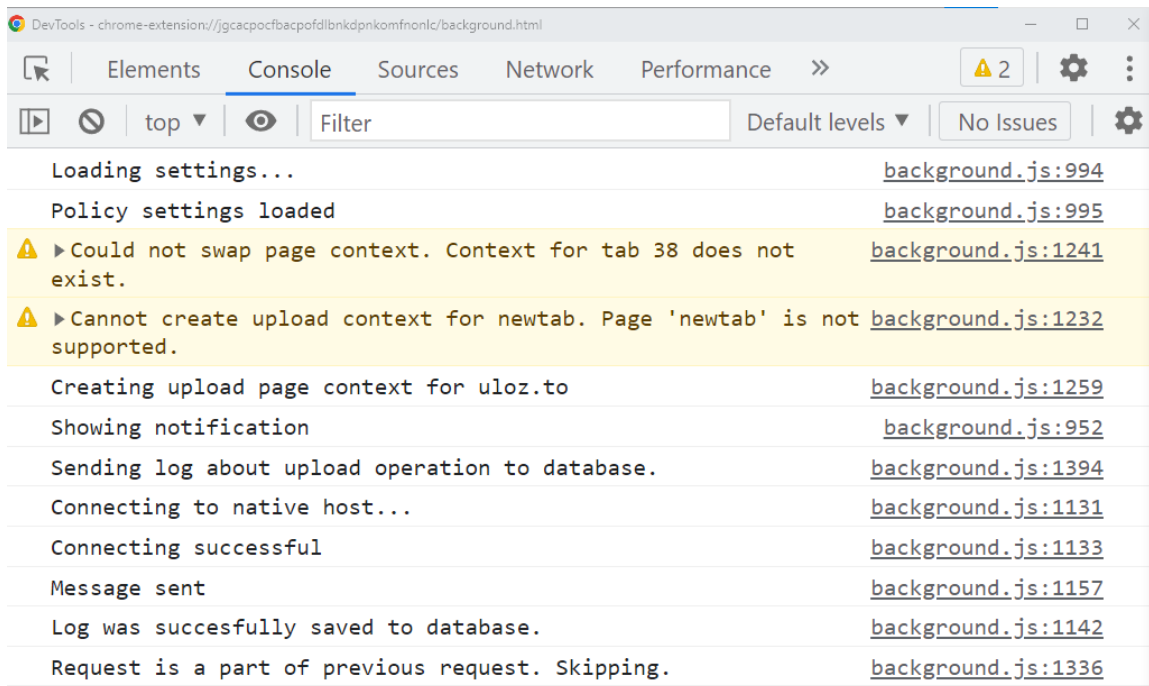 DevTools - chrome-extension://jgcacpocfbacpofdlbnkdpnkomfnonlc/background.html
Elements Console Sources Network Performance 2
top Filter Default levels No Issues
Loading settings... background.js:994
Policy settings loaded background.js:995
Could not swap page context. Context for tab 38 does not background.js:1241
exist.
Cannot create upload context for newtab. Page 'newtab' is not background.js:1232
supported.
Creating upload page context for uloz.to background.js:1259
Showing notification background.js:952
Sending log about upload operation to database. background.js:1394
Connecting to native host... background.js:1131
Connecting successful background.js:1133
Message sent background.js:1157
Log was succesfully saved to database. background.js:1142
Request is a part of previous request. Skipping. background.js:1336